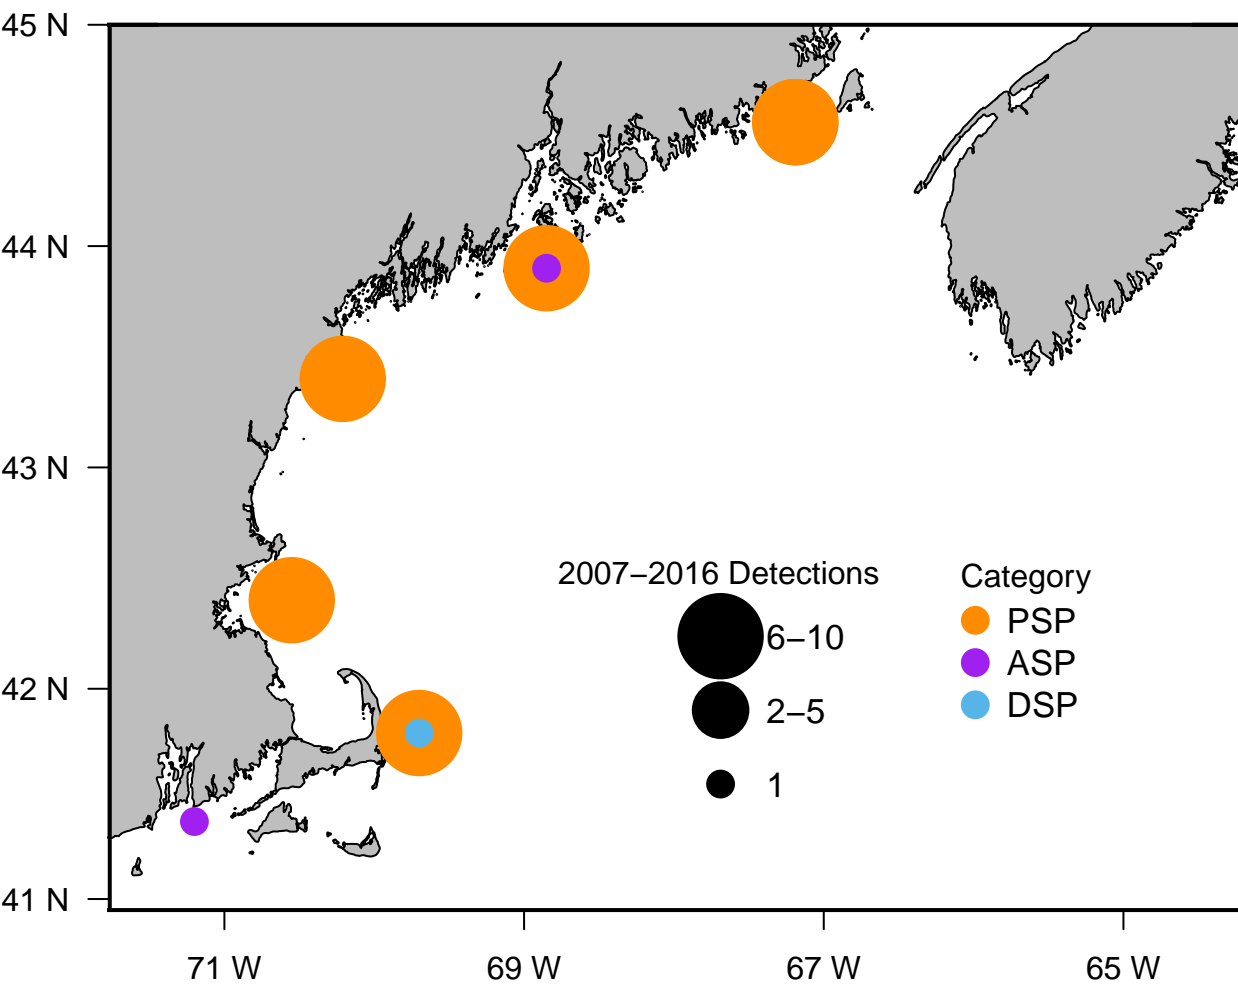 45 N
44 N
43 N
42 N
41 N
2007–2016 Detections
6–10
2–5
1
Category
PSP
ASP
DSP
71 W
69 W
67 W
65 W